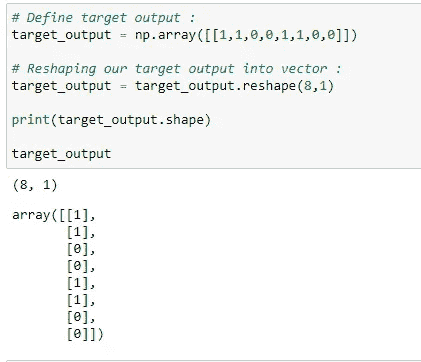 # Define target output :
target_output = np.array([[1,1,0,0,1,1,0,0]])
# Reshaping our target output into vector :
target_output = target_output.reshape(8,1)
print(target_output.shape)
target_output
(8, 1)
array([[1],
[1],
[0],
[0],
[1],
[1],
[0],
[0]])